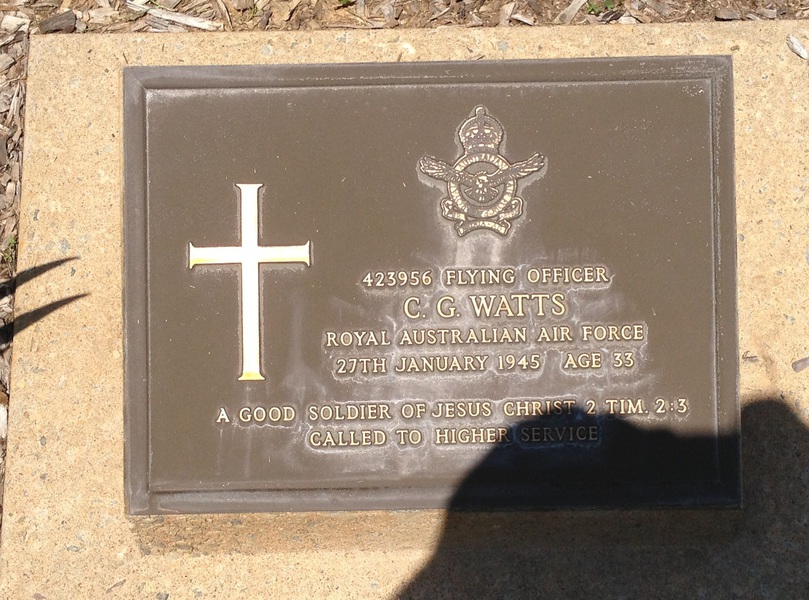 423956 FLYING OFFICER
C. G. WATTS
ROYAL AUSTRALIAN AIR FORCE
27TH JANUARY 1945 AGE 33
A GOOD SOLDIER OF JESUS CHRIST 2 TIM. 2:3
CALLED TO HIGHER SERVICE